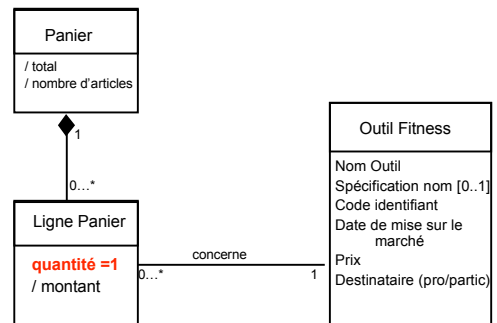 Panier
/ total
/ nombre d'articles
1
0…*
Ligne Panier
quantité =1
/ montant
concerne
0…*
1
Outil Fitness
Nom Outil
Spécification nom [0..1]
Code identifiant
Date de mise sur le
marché
Prix
Destinataire (pro/partic)